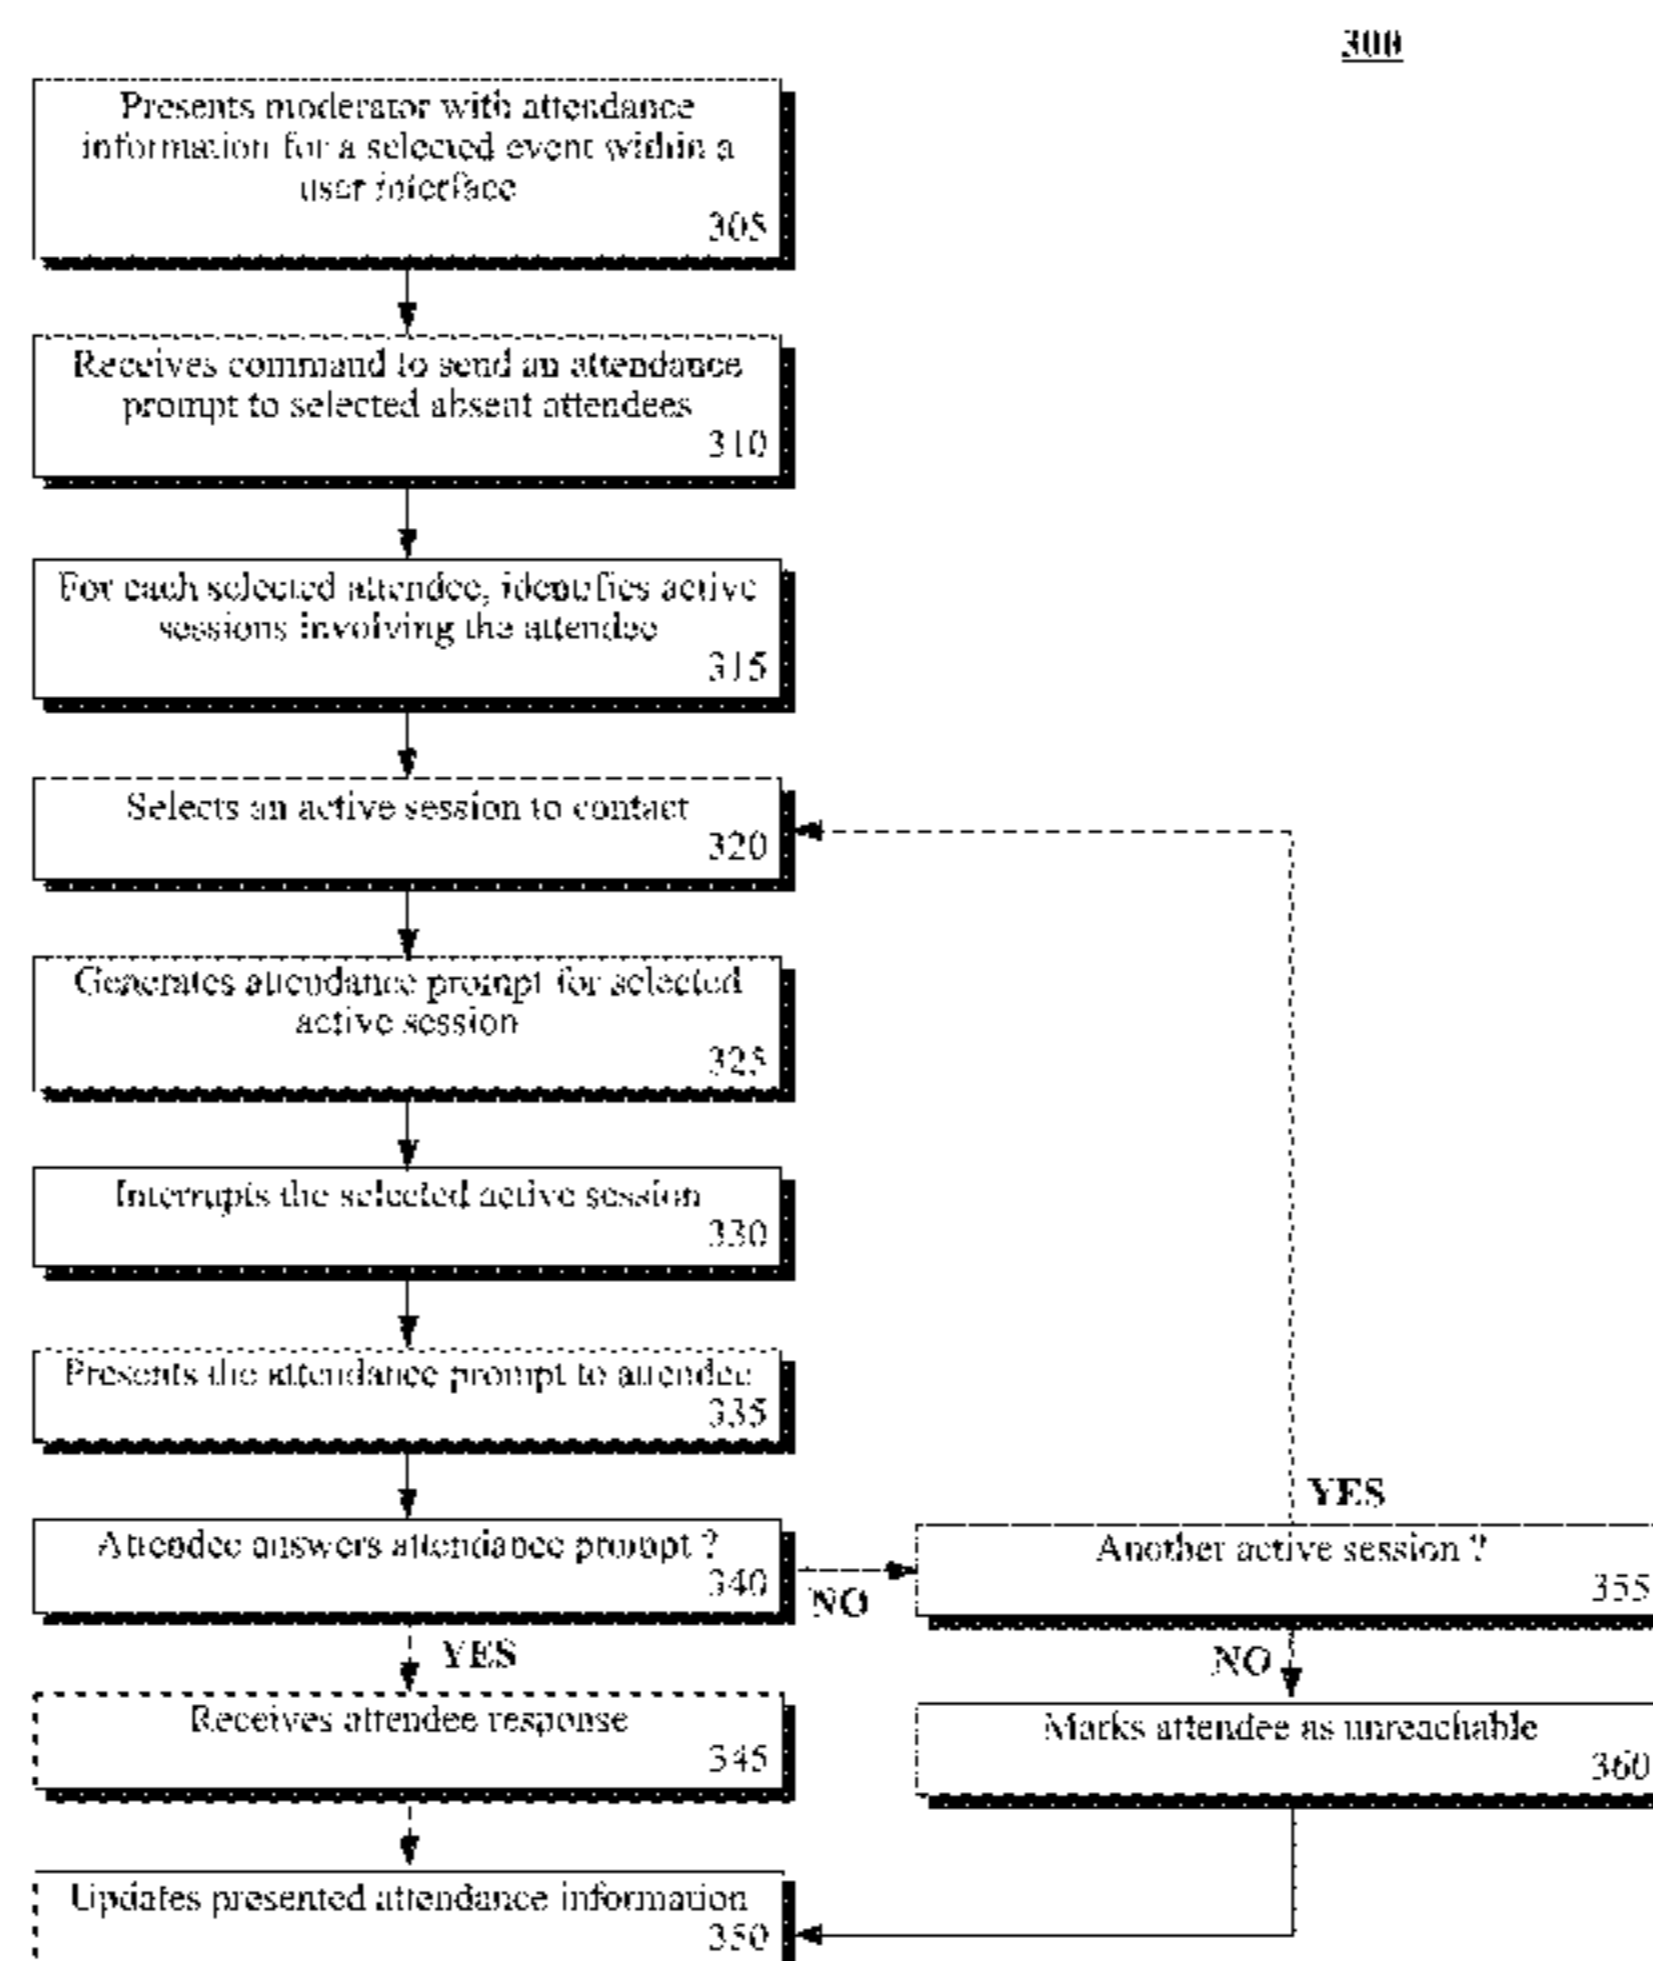 300
Presents moderator with attendance
information for a selected event within a
user interface
305
Receives command to send an attendance
prompt to selected absent attendees
310
For each selected attendee, identifies active
sessions involving the attendee
315
Selects an active session to contact
320
Generates attendance prompt for selected
active session
325
Interrupts the selected active session
330
Presents the attendance prompt to attendee
335
Attendee answers attendance prompt ?
340
NO
YES
Another active session ?
355
YES
NO
Receives attendee response
345
Marks attendee as unreachable
360
Updates presented attendance information
350